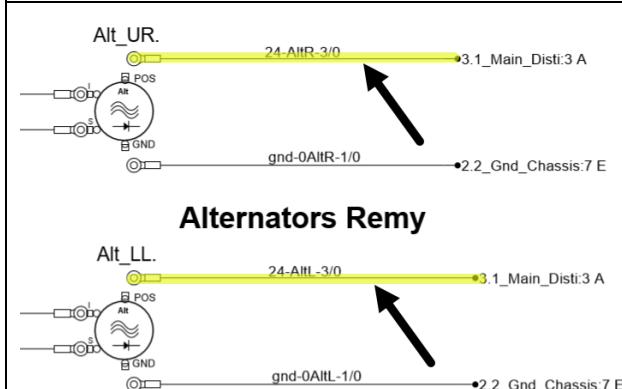 Alt_UR.
24-AltR-3/0
3.1_Main_Disti:3 A
POS
I
Alt
S
GND
gnd-0AltR-1/0
2.2_Gnd_Chassis:7 E
Alternators Remy
Alt_LL.
24-AltL-3/0
3.1_Main_Disti:3 A
POS
I
Alt
S
GND
gnd-0AltL-1/0
2.2_Gnd_Chassis:7 E